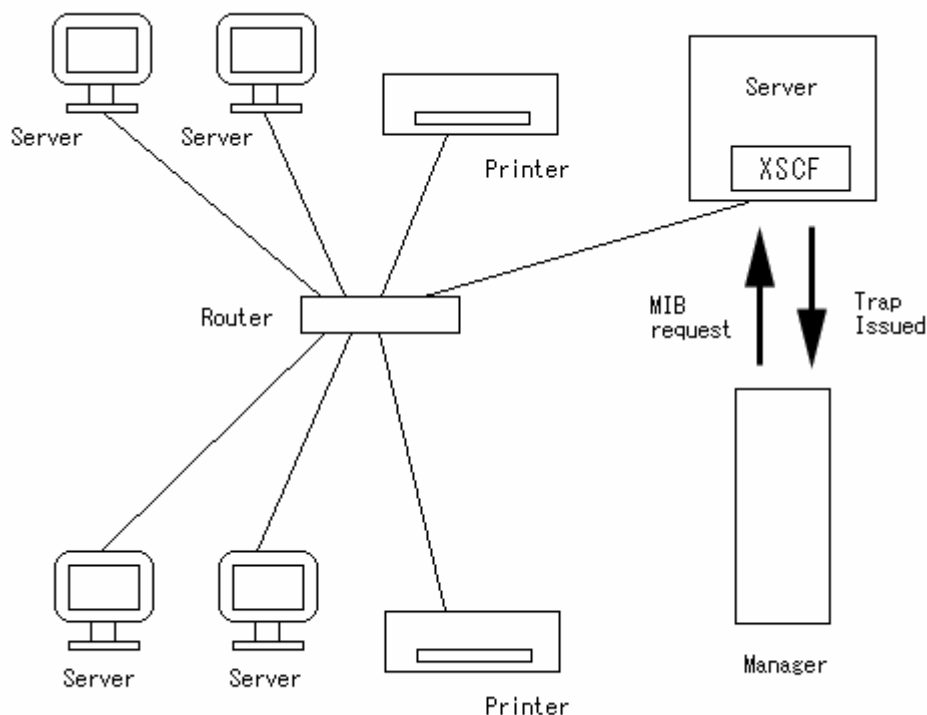 Server
Server
Printer
Server
XSCF
Router
MIB
request
Trap
Issued
Server
Server
Printer
Manager